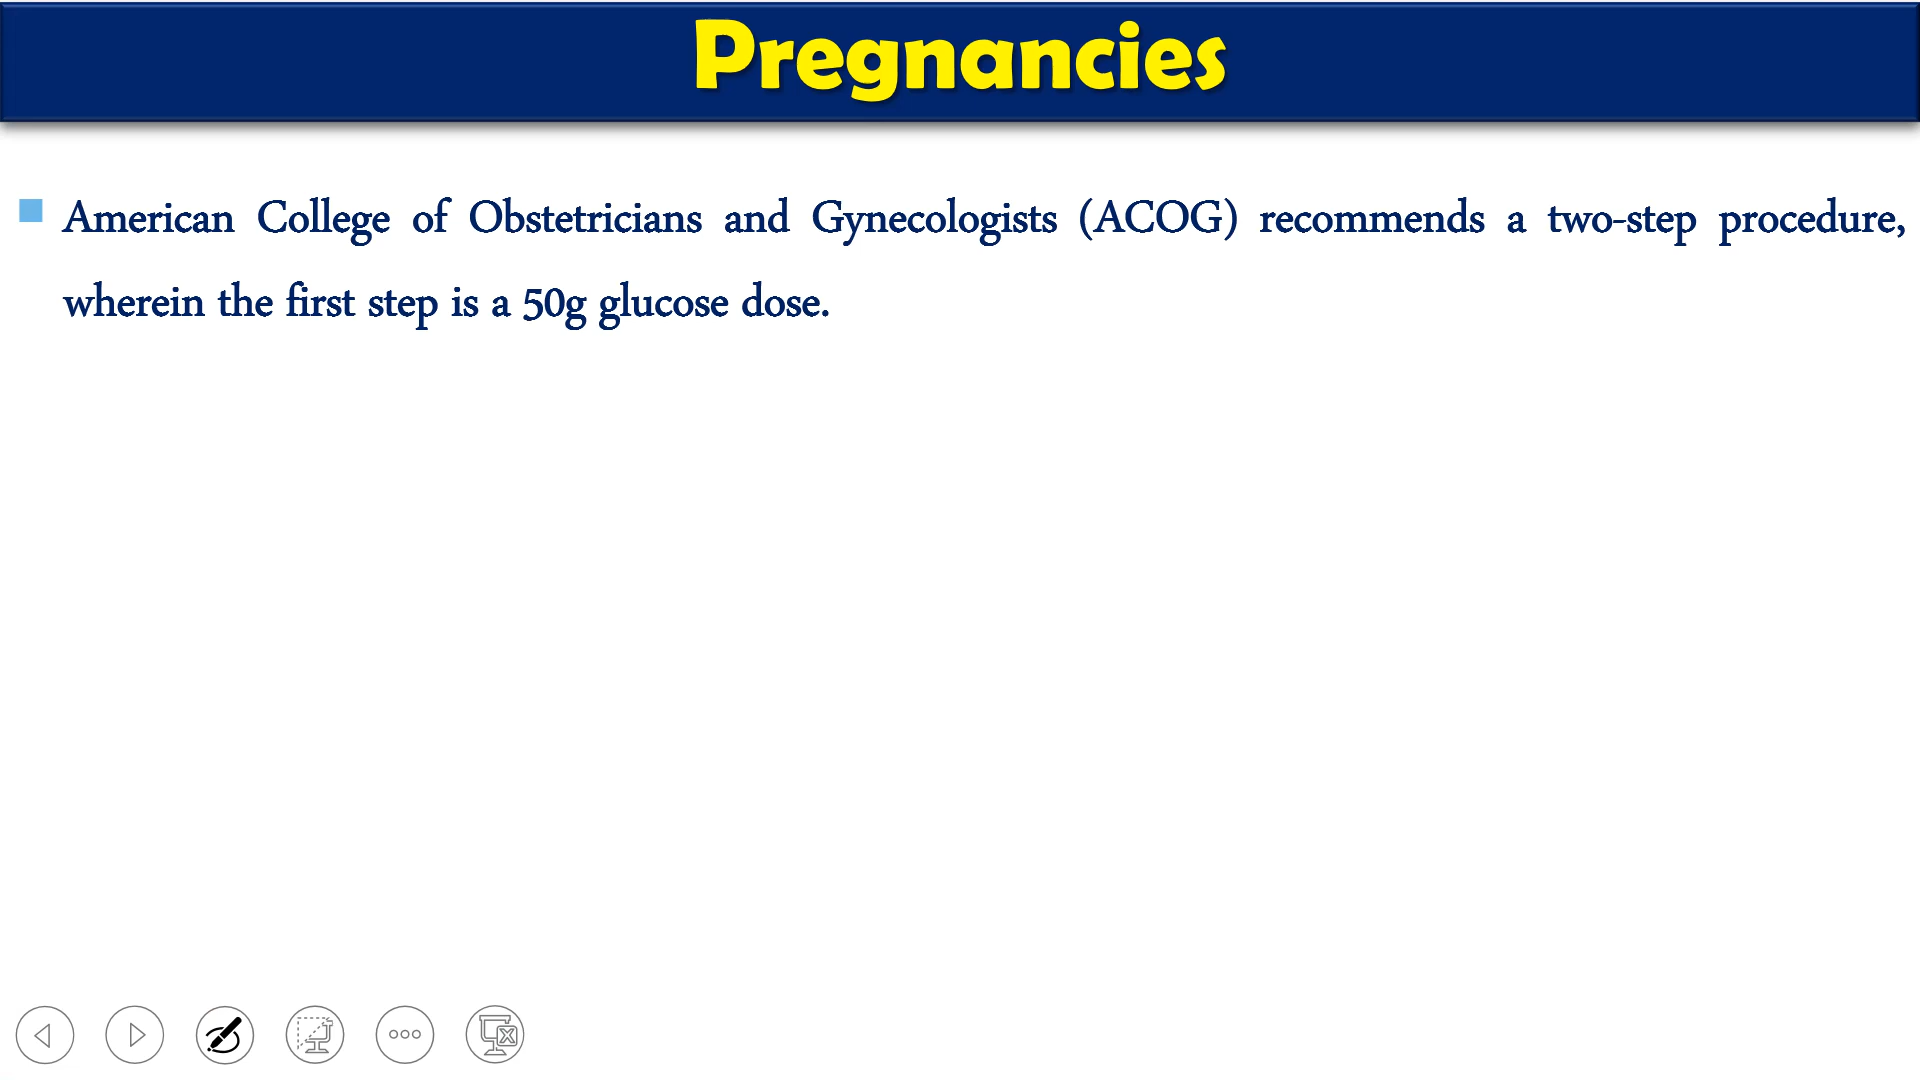 Pregnancies
American College of Obstetricians and Gynecologists (ACOG) recommends a two-step procedure,
wherein the first step is a 50g glucose dose.